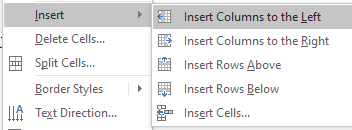 Insert
Delete Cells...
Split Cells...
Border Styles
Text Direction...
Insert Columns to the Left
Insert Columns to the Right
Insert Rows Above
Insert Rows Below
Insert Cells...